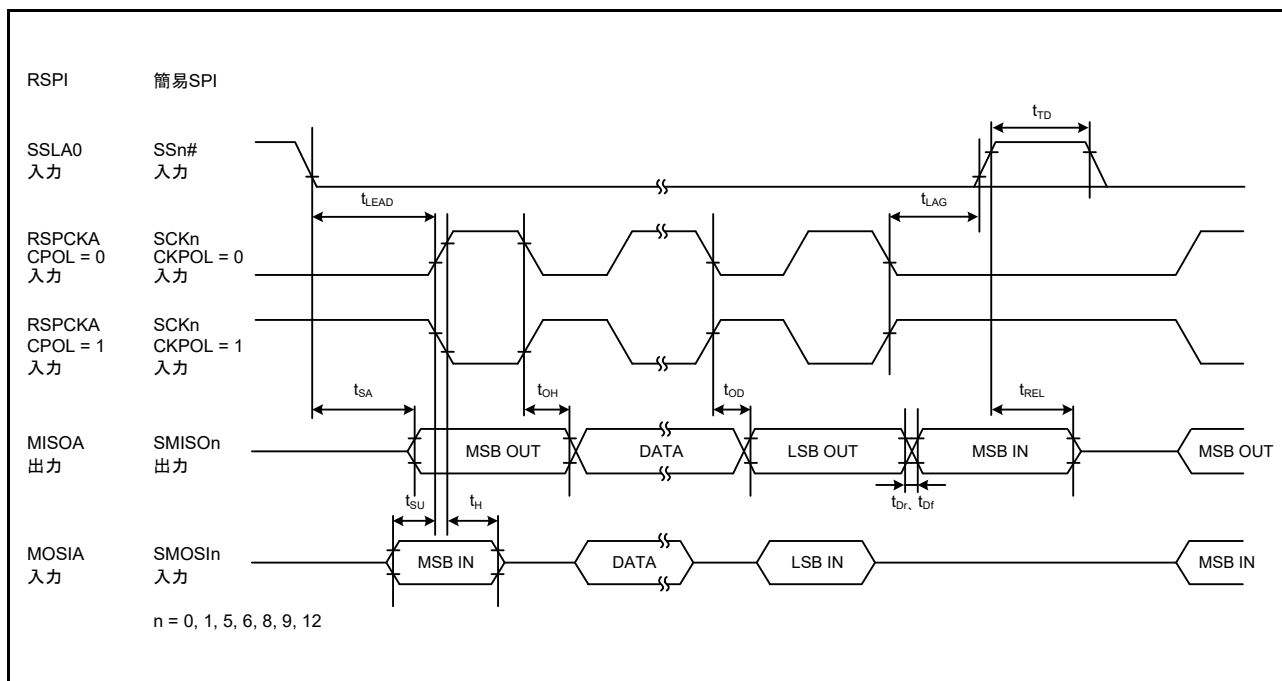 RSPI 簡易SPI
t_TD
SSLA0 SSn#
入力 入力
t_LEAD t_LAG
RSPCKA SCKn
CPOL = 0 CKPOL = 0
入力 入力
RSPCKA SCKn
CPOL = 1 CKPOL = 1
入力 入力
t_SA t_OH t_OD t_REL
MISOA SMISOn MSB OUT DATA LSB OUT MSB IN MSB OUT
出力 出力
t_SU t_H t_Dr、t_Df
MOSIA SMOSIn MSB IN DATA LSB IN MSB IN
入力 入力
n = 0, 1, 5, 6, 8, 9, 12